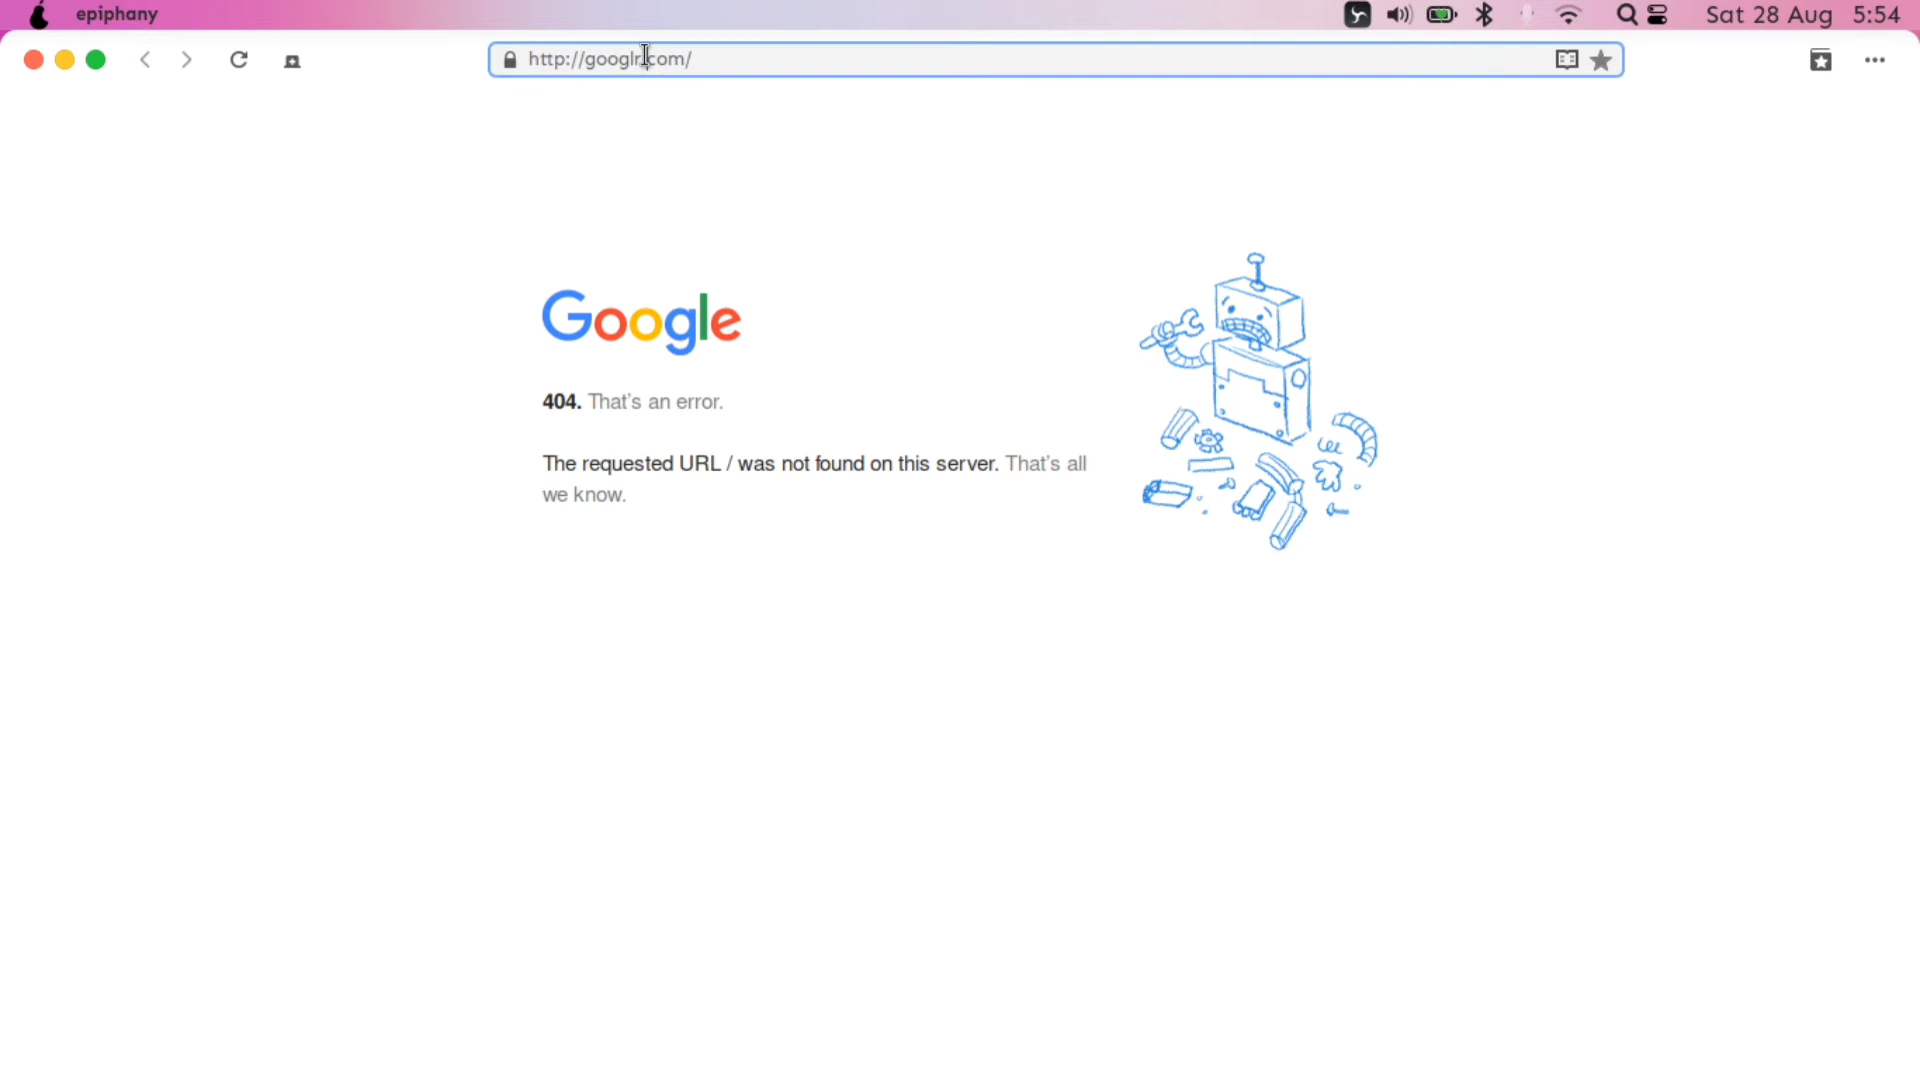 epiphany
Sat 28 Aug 5:54
http://googlr.com/
Google
404. That's an error.
The requested URL / was not found on this server. That's all
we know.